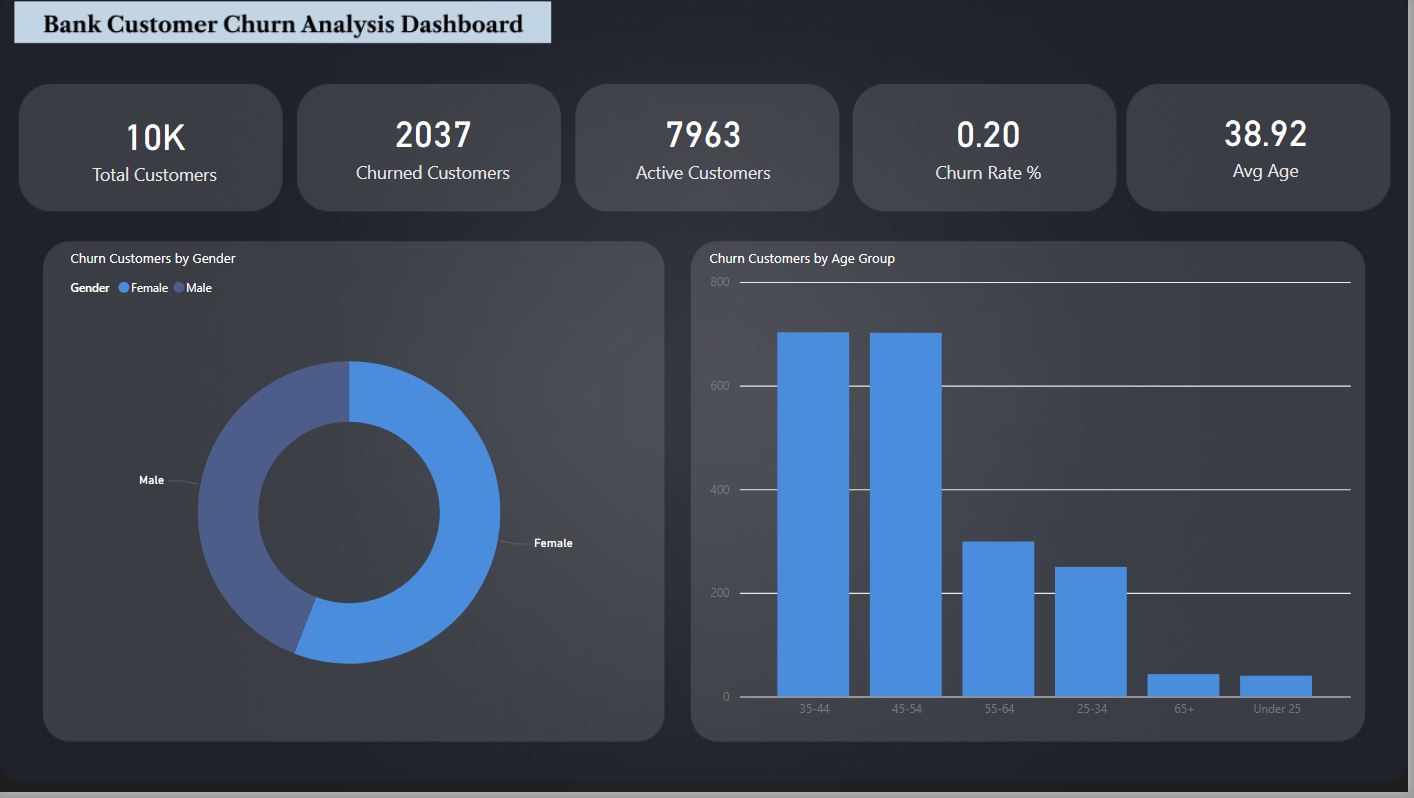 Bank Customer Churn Analysis Dashboard
10K
Total Customers
2037
Churned Customers
7963
Active Customers
0.20
Churn Rate %
38.92
Avg Age
Churn Customers by Gender
Gender Female Male
Male
Female
Churn Customers by Age Group
800
600
400
200
0
35-44 45-54 55-64 25-34 65+ Under 25